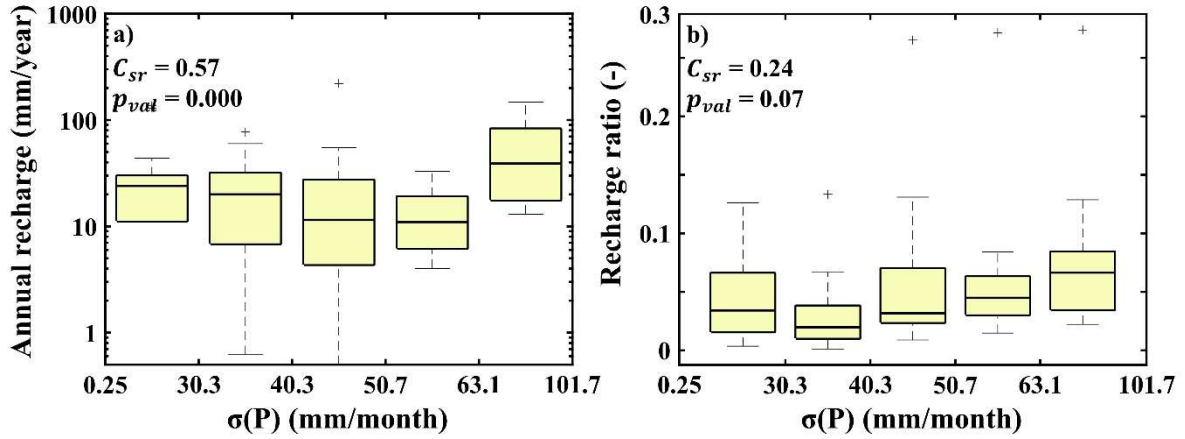 a)
C_sr = 0.57
p_val = 0.000
Annual recharge (mm/year)
1000
100
10
1
0.25 30.3 40.3 50.7 63.1 101.7
σ(P) (mm/month)
b)
C_sr = 0.24
p_val = 0.07
Recharge ratio (-)
0.3
0.2
0.1
0
0.25 30.3 40.3 50.7 63.1 101.7
σ(P) (mm/month)